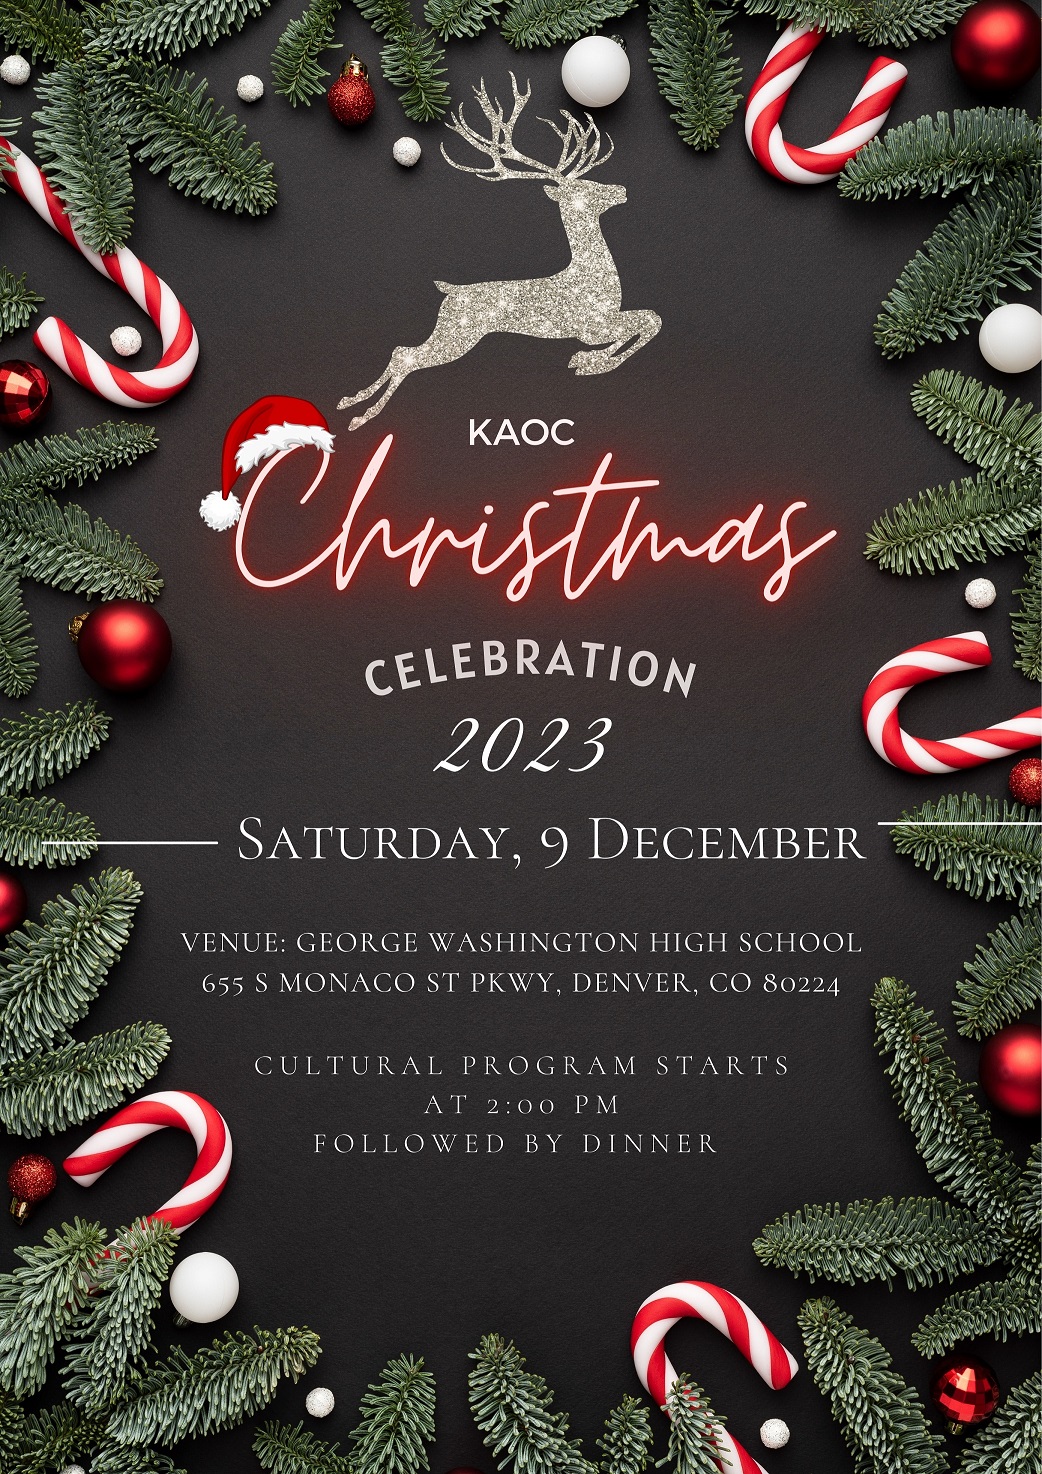 KAOC
Christmas
CELEBRATION
2023
SATURDAY, 9 DECEMBER
VENUE: GEORGE WASHINGTON HIGH SCHOOL
655 S MONACO ST PKWY, DENVER, CO 80224
CULTURAL PROGRAM STARTS
AT 2:00 PM
FOLLOWED BY DINNER